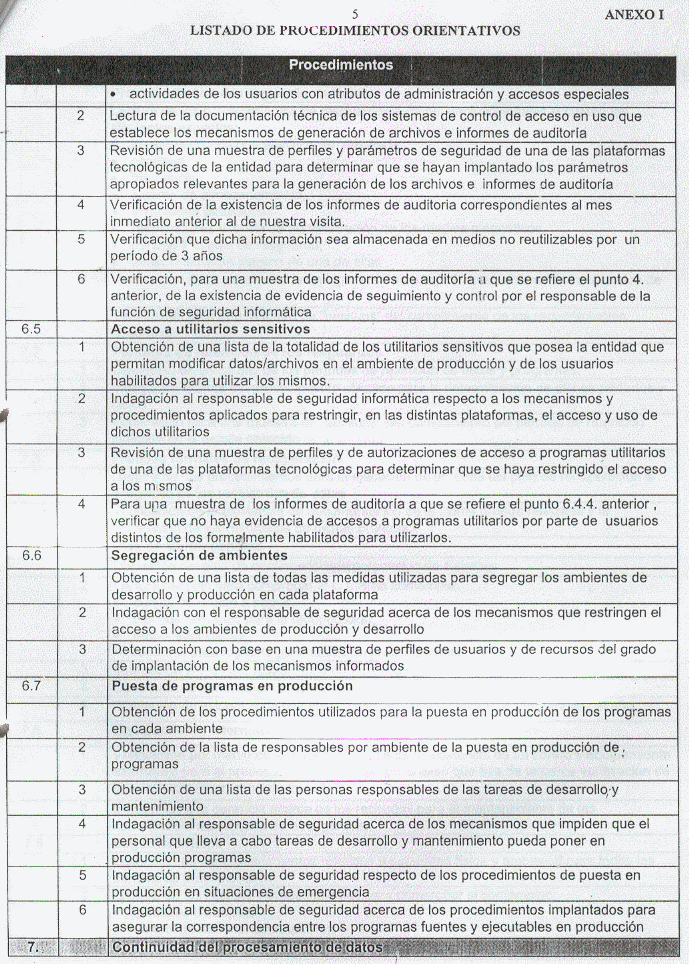 5
ANEXO I
LISTADO DE PROCEDIMIENTOS ORIENTATIVOS
Procedimientos
• actividades de los usuarios con atributos de administración y accesos especiales
2 Lectura de la documentación técnica de los sistemas de control de acceso en uso que
establece los mecanismos de generación de archivos e informes de auditoría
3 Revisión de una muestra de perfiles y parámetros de seguridad de una de las plataformas
tecnológicas de la entidad para determinar que se hayan implantado los parámetros
apropiados relevantes para la generación de los archivos e informes de auditoría
4 Verificación de la existencia de los informes de auditoria correspondientes al mes
inmediato anterior al de nuestra visita.
5 Verificación que dicha información sea almacenada en medios no reutilizables por un
período de 3 años
6 Verificación, para una muestra de los informes de auditoría a que se refiere el punto 4.
anterior, de la existencia de evidencia de seguimiento y control por el responsable de la
función de seguridad informática
6.5 Acceso a utilitarios sensitivos
1 Obtención de una lista de la totalidad de los utilitarios sensitivos que posea la entidad que
permitan modificar datos/archivos en el ambiente de producción y de los usuarios
habilitados para utilizar los mismos.
2 Indagación al responsable de seguridad informática respecto a los mecanismos y
procedimientos aplicados para restringir, en las distintas plataformas, el acceso y uso de
dichos utilitarios
3 Revisión de una muestra de perfiles y de autorizaciones de acceso a programas utilitarios
de una de las plataformas tecnológicas para determinar que se haya restringido el acceso
a los mismos
4 Para una muestra de los informes de auditoría a que se refiere el punto 6.4.4. anterior ,
verificar que no haya evidencia de accesos a programas utilitarios por parte de usuarios
distintos de los formalmente habilitados para utilizarlos.
6.6 Segregación de ambientes
1 Obtención de una lista de todas las medidas utilizadas para segregar los ambientes de
desarrollo y producción en cada plataforma
2 Indagación con el responsable de seguridad acerca de los mecanismos que restringen el
acceso a los ambientes de producción y desarrollo
3 Determinación con base en una muestra de perfiles de usuarios y de recursos del grado
de implantación de los mecanismos informados
6.7 Puesta de programas en producción
1 Obtención de los procedimientos utilizados para la puesta en producción de los programas
en cada ambiente
2 Obtención de la lista de responsables por ambiente de la puesta en producción de
programas
3 Obtención de una lista de las personas responsables de las tareas de desarrollo y
mantenimiento
4 Indagación al responsable de seguridad acerca de los mecanismos que impiden que el
personal que lleva a cabo tareas de desarrollo y mantenimiento pueda poner en
producción programas
5 Indagación al responsable de seguridad respecto de los procedimientos de puesta en
producción en situaciones de emergencia
6 Indagación al responsable de seguridad acerca de los procedimientos implantados para
asegurar la correspondencia entre los programas fuentes y ejecutables en producción
7. Continuidad del procesamiento de datos